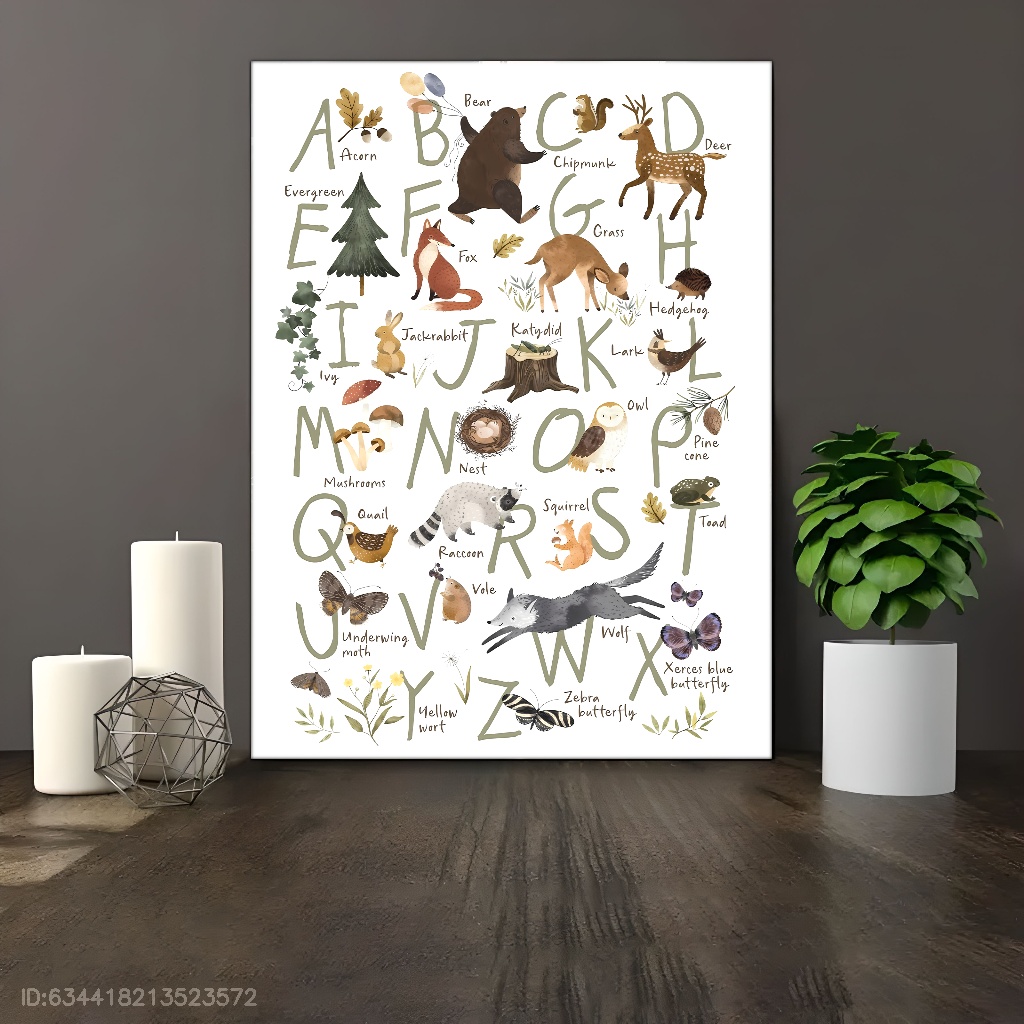 A
Acorn
B
Bear
C
Chipmunk
D
Deer
Evergreen
E
F
Fox
G
Grass
H
Hedgehog
I
Ivy
Jackrabbit
J
Katydid
K
Lark
L
M
Mushrooms
N
Nest
O
Owl
P
Pine
cone
Q
Quail
Raccoon
R
Squirrel
S
T
Toad
U
Underwing
moth
V
Vole
W
Wolf
X
Xerces blue
butterfly
Y
Yellow
wort
Z
Zebra
butterfly
ID:634418213523572